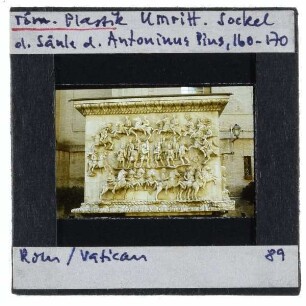 röm. Plastik Umritt. Sockel
d. Säule d. Antoninus Pius, 160-170
Rom/Vatican 89